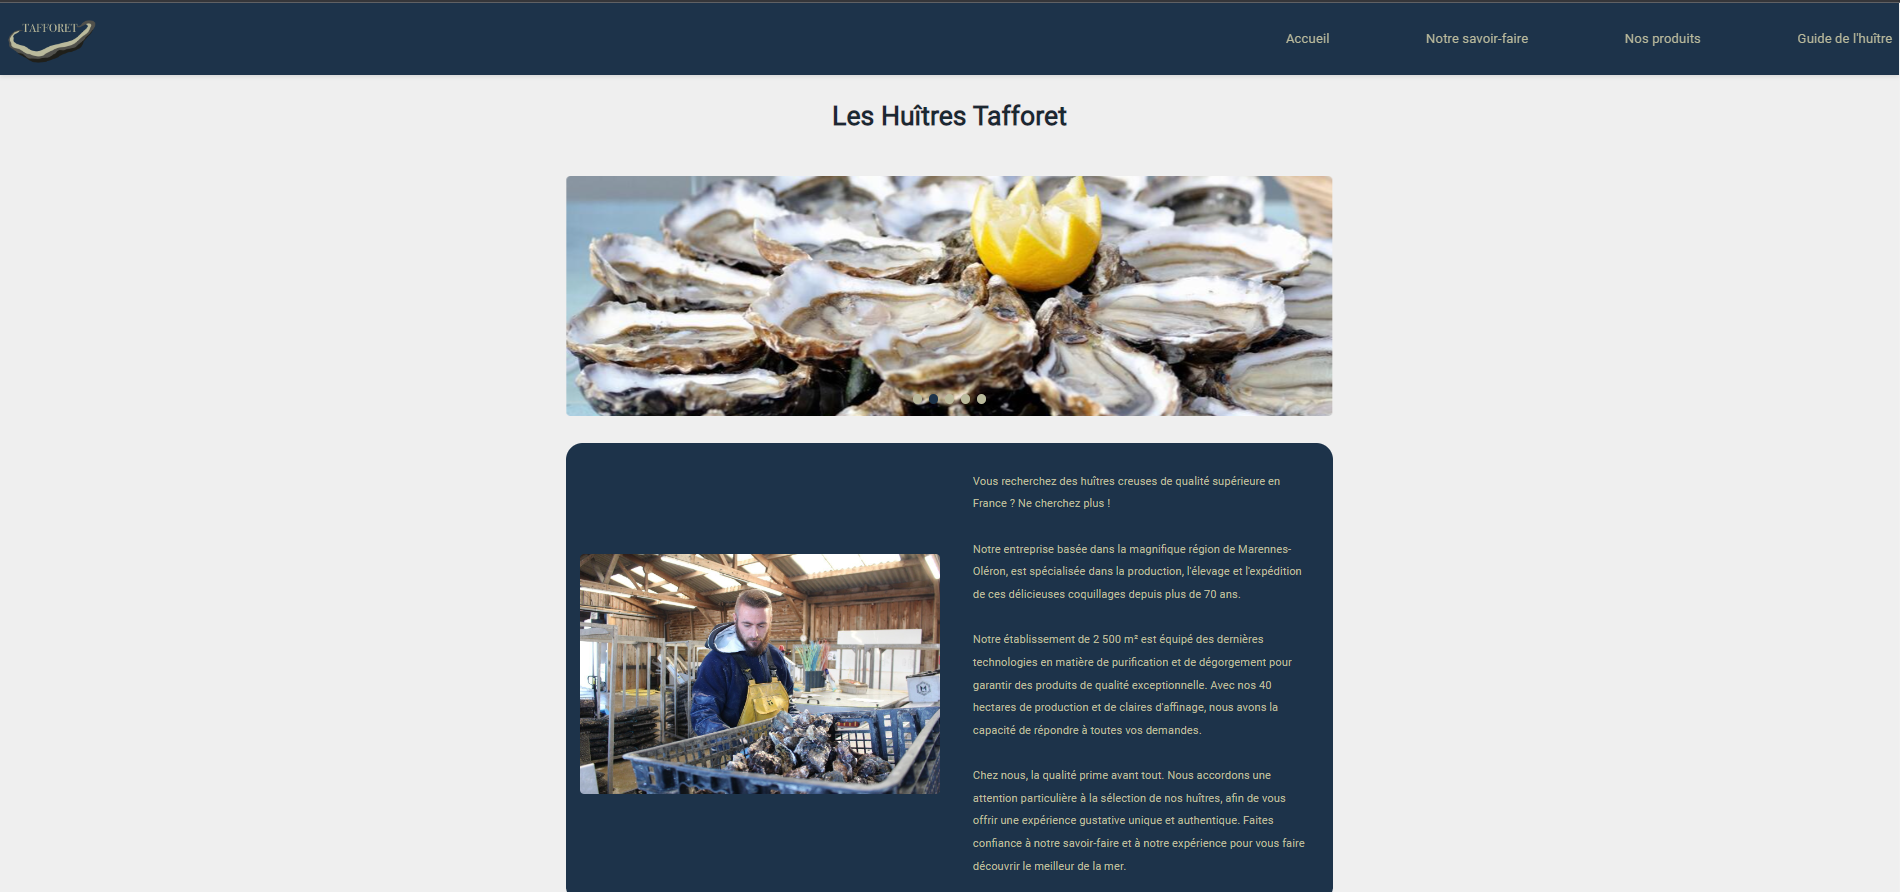 TAFFORET
Accueil
Notre savoir-faire
Nos produits
Guide de l'huître
Les Huîtres Tafforet
Vous recherchez des huîtres creuses de qualité supérieure en
France ? Ne cherchez plus !
Notre entreprise basée dans la magnifique région de Marennes-
Oléron, est spécialisée dans la production, l'élevage et l'expédition
de ces délicieuses coquillages depuis plus de 70 ans.
Notre établissement de 2 500 m² est équipé des dernières
technologies en matière de purification et de dégorgement pour
garantir des produits de qualité exceptionnelle. Avec nos 40
hectares de production et de claires d'affinage, nous avons la
capacité de répondre à toutes vos demandes.
Chez nous, la qualité prime avant tout. Nous accordons une
attention particulière à la sélection de nos huîtres, afin de vous
offrir une expérience gustative unique et authentique. Faites
confiance à notre savoir-faire et à notre expérience pour vous faire
découvrir le meilleur de la mer.